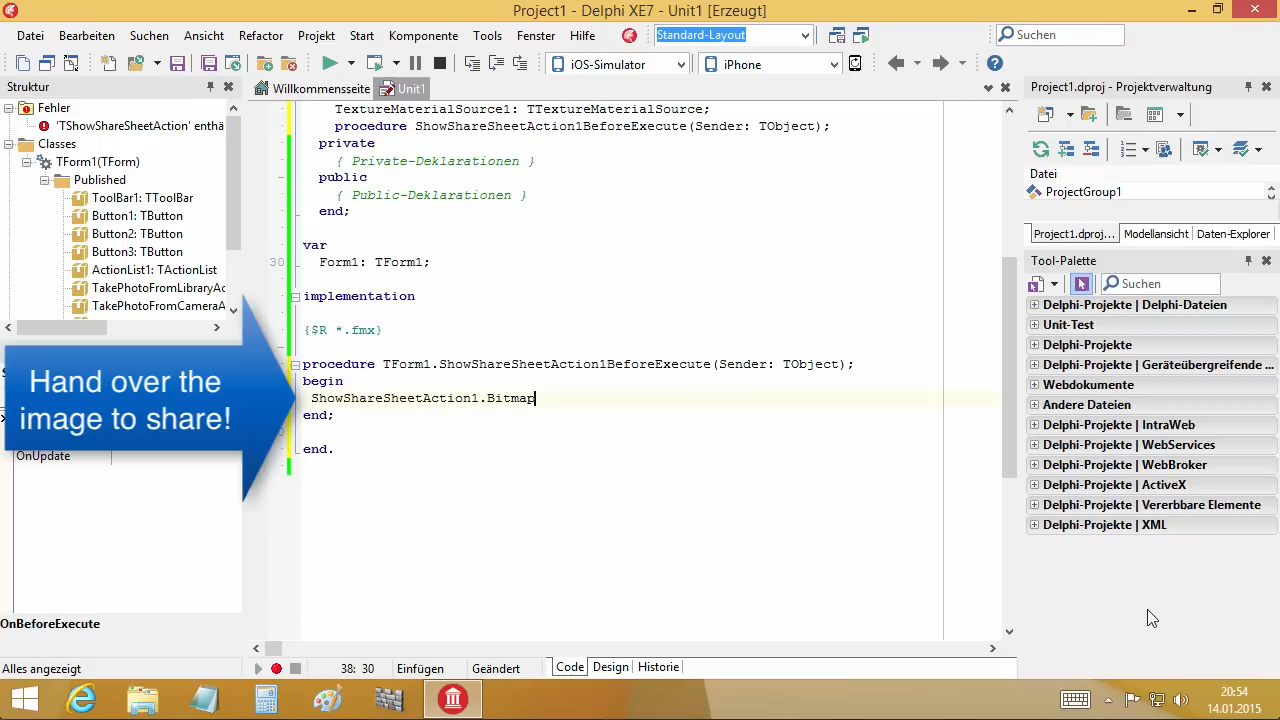 Project1 - Delphi XE7 - Unit1 [Erzeugt]
Datei Bearbeiten Suchen Ansicht Refactor Projekt Start Komponente Tools Fenster Hilfe Standard-Layout Suchen
iOS-Simulator iPhone
Struktur
Fehler
'TShowShareSheetAction' enthä
Classes
TForm1(TForm)
Published
ToolBar1: TToolBar
Button1: TButton
Button2: TButton
Button3: TButton
ActionList1: TActionList
TakePhotoFromLibraryAc
TakePhotoFromCameraA
Hand over the
image to share!
OnUpdate
OnBeforeExecute
Alles angezeigt
Willkommensseite Unit1
TextureMaterialSource1: TTextureMaterialSource;
procedure ShowShareSheetAction1BeforeExecute(Sender: TObject);
private
{ Private-Deklarationen }
public
{ Public-Deklarationen }
end;
var
30 Form1: TForm1;
implementation
{$R *.fmx}
procedure TForm1.ShowShareSheetAction1BeforeExecute(Sender: TObject);
begin
ShowShareSheetAction1.Bitmap
end;
end.
38: 30 Einfügen Geändert Code Design Historie
Project1.dproj - Projektverwaltung
Datei
ProjectGroup1
Project1.dproj... Modellansicht Daten-Explorer
Tool-Palette
Suchen
Delphi-Projekte | Delphi-Dateien
Unit-Test
Delphi-Projekte
Delphi-Projekte | Geräteübergreifende ...
Webdokumente
Andere Dateien
Delphi-Projekte | IntraWeb
Delphi-Projekte | WebServices
Delphi-Projekte | WebBroker
Delphi-Projekte | ActiveX
Delphi-Projekte | Vererbbare Elemente
Delphi-Projekte | XML
20:54
14.01.2015